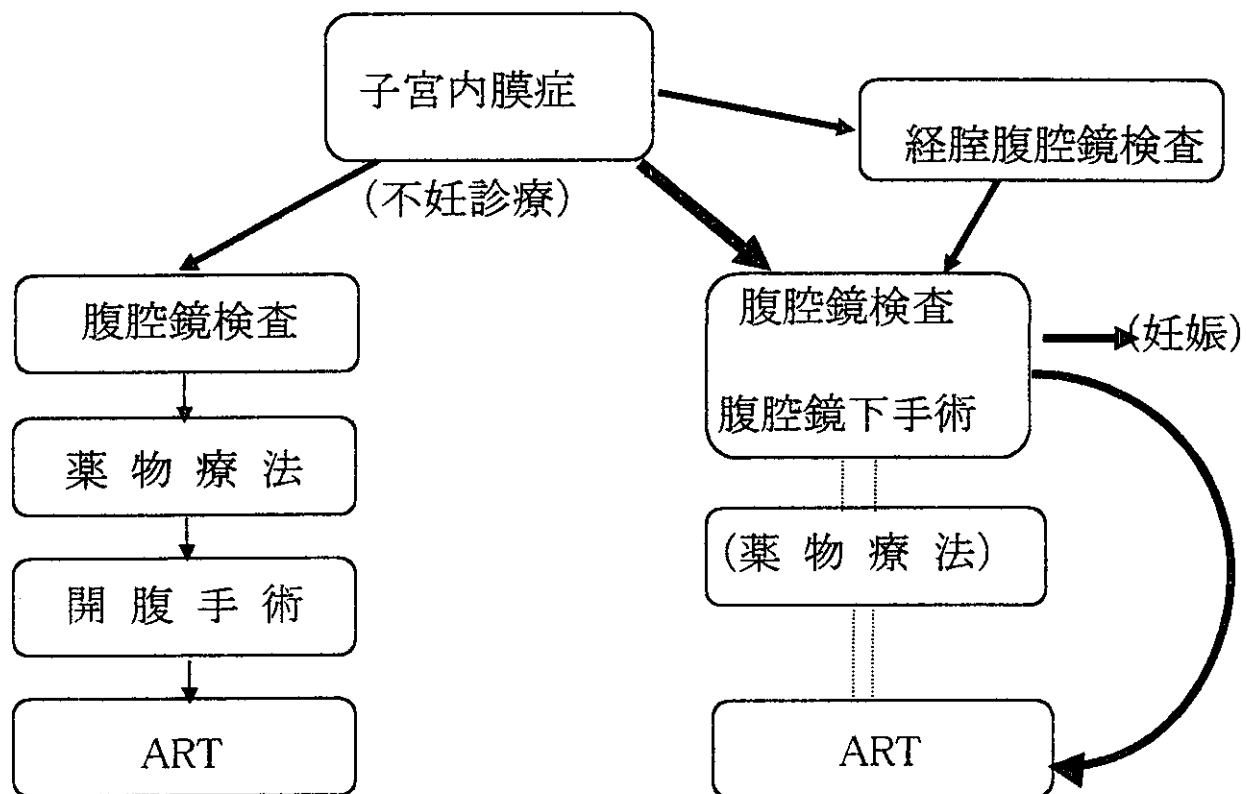 子宮内膜症
経腟腹腔鏡検査
(不妊診療)
腹腔鏡検査
薬物療法
開腹手術
ART
腹腔鏡検査
腹腔鏡下手術
(妊娠)
(薬物療法)
ART